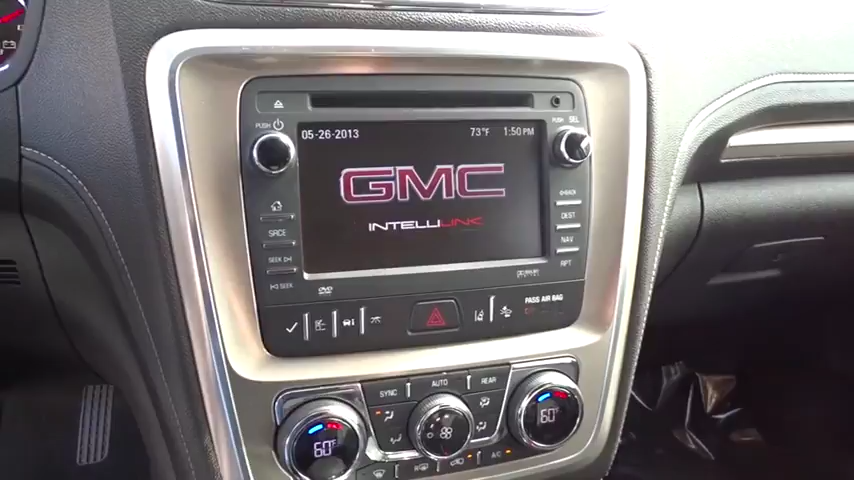 PUSH
PUSH SEL
05-26-2013 73°F 1:50 PM
GMC
INTELLILINK
SRCE
SEEK
SEEK
BACK
DEST
NAV
RPT
DVD
PASS AIR BAG
SYNC AUTO REAR
60°F
60°
A/C